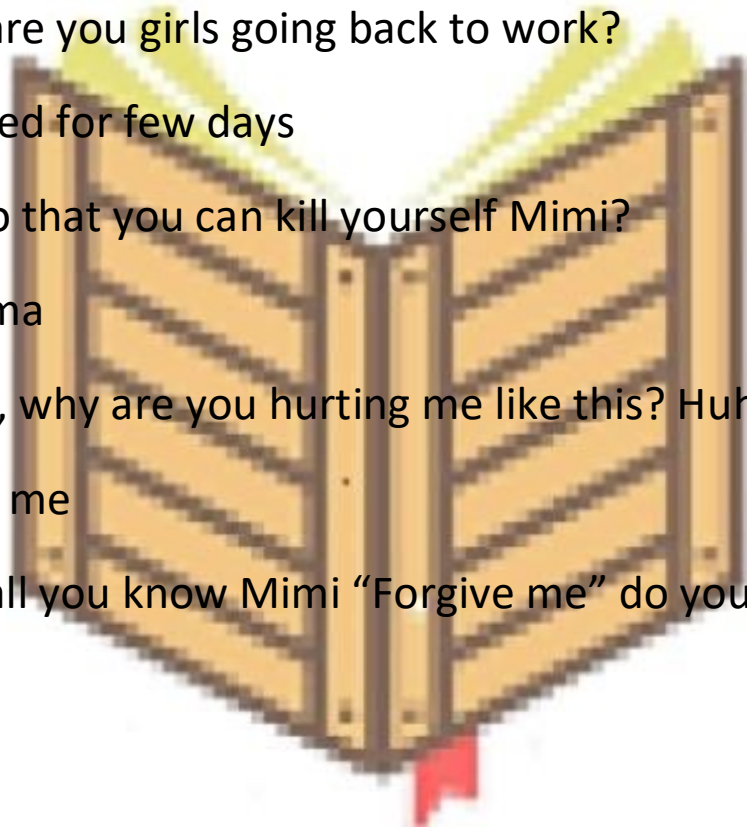 are you girls going back to work?
ed for few days
o that you can kill yourself Mimi?
ma
, why are you hurting me like this? Huh
me
all you know Mimi “Forgive me” do you